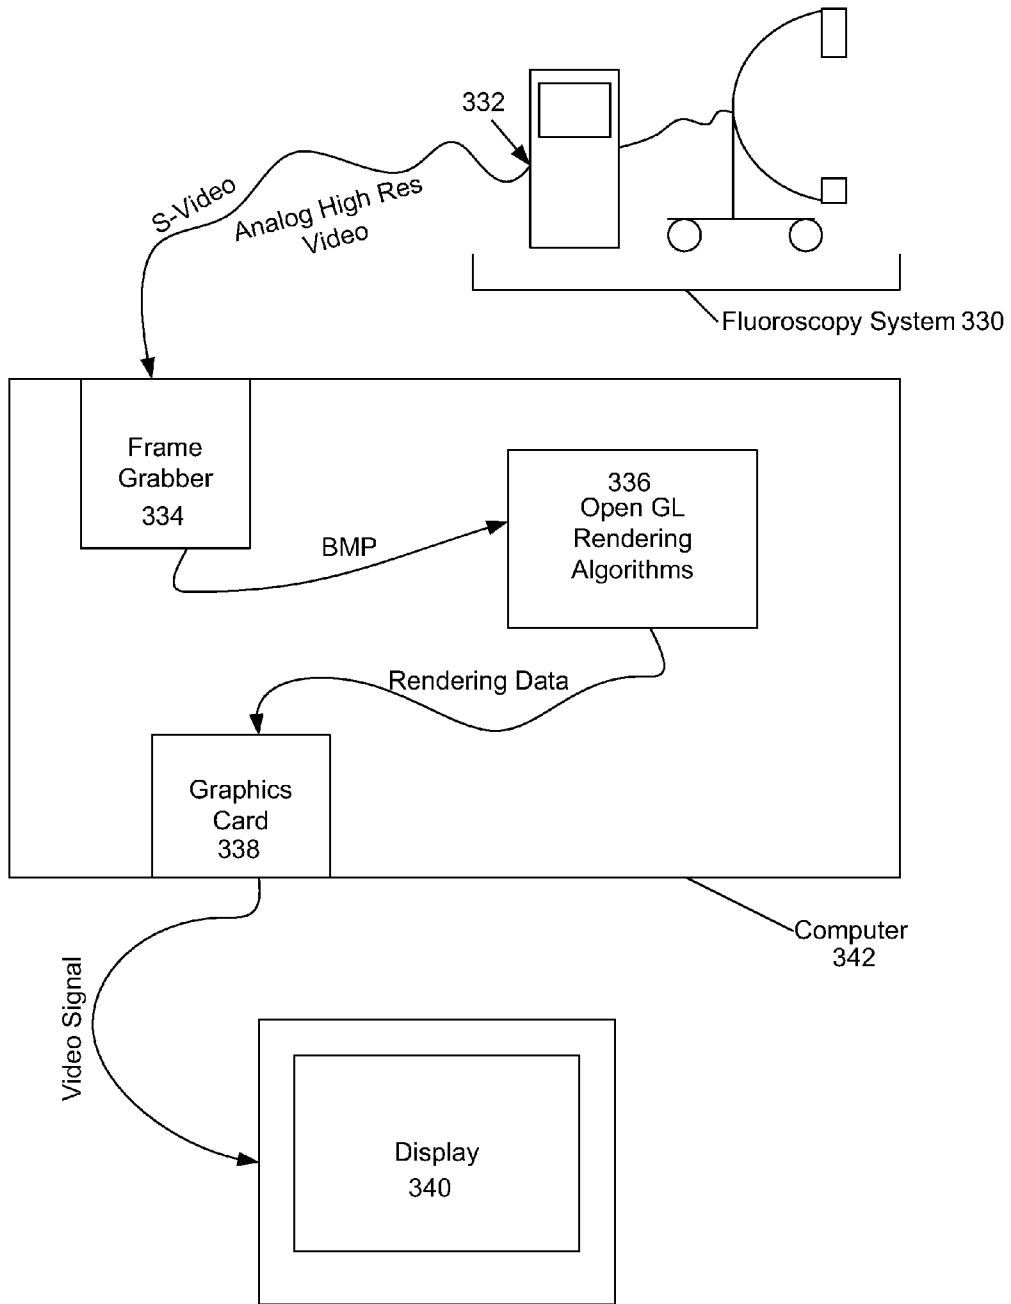 332
S-Video
Analog High Res
Video
Fluoroscopy System 330
Frame
Grabber
334
336
Open GL
Rendering
Algorithms
BMP
Rendering Data
Graphics
Card
338
Computer
342
Video Signal
Display
340